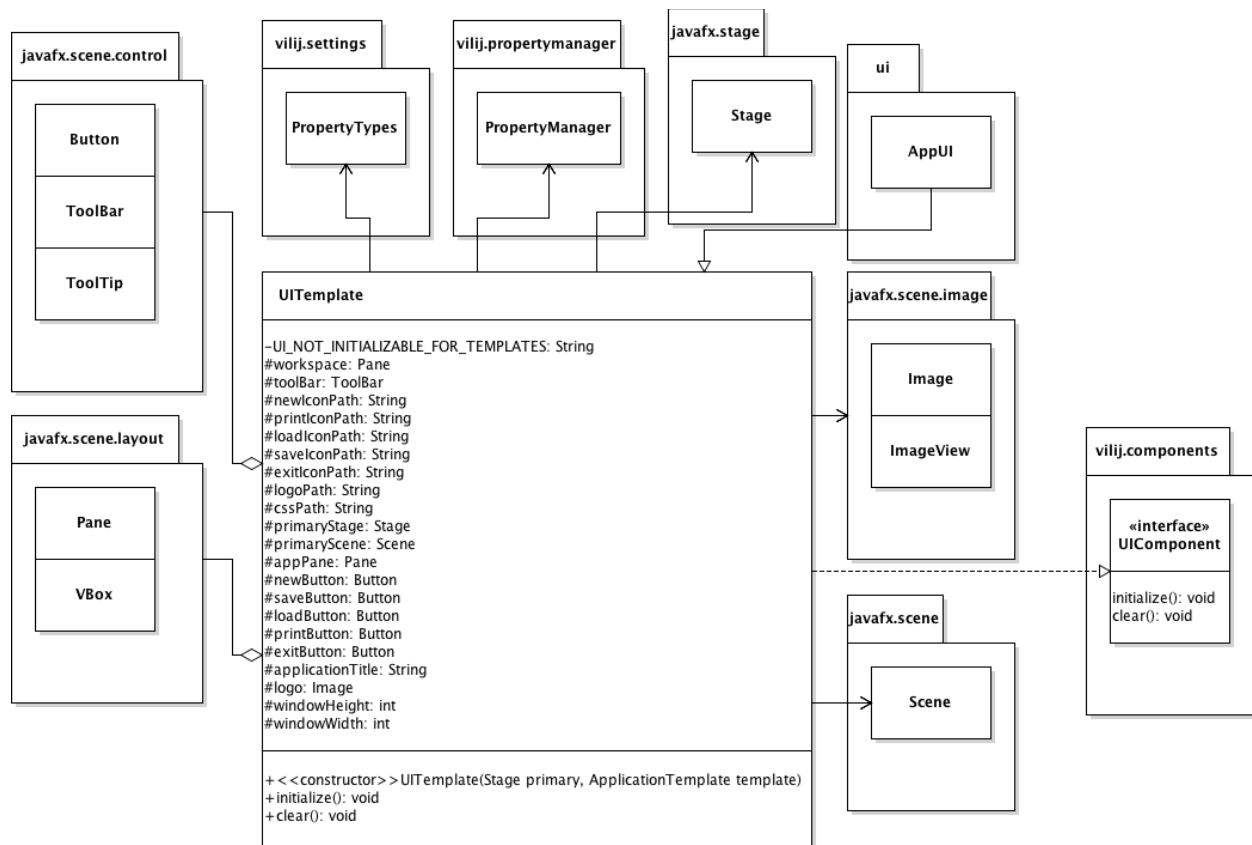 javafx.scene.control
Button
ToolBar
ToolTip
vilij.settings
PropertyTypes
vilij.propertymanager
PropertyManager
javafx.stage
Stage
ui
AppUI
javafx.scene.layout
Pane
VBox
UITemplate
-UI_NOT_INITIALIZABLE_FOR_TEMPLATES: String
#workspace: Pane
#toolBar: ToolBar
#newIconPath: String
#printIconPath: String
#loadIconPath: String
#saveIconPath: String
#exitIconPath: String
#logoPath: String
#cssPath: String
#primaryStage: Stage
#primaryScene: Scene
#appPane: Pane
#newButton: Button
#saveButton: Button
#loadButton: Button
#printButton: Button
#exitButton: Button
#applicationTitle: String
#logo: Image
#windowHeight: int
#windowWidth: int
+<<constructor>>UITemplate(Stage primary, ApplicationTemplate template)
+initialize(): void
+clear(): void
javafx.scene.image
Image
ImageView
javafx.scene
Scene
vilij.components
«interface»
UIComponent
initialize(): void
clear(): void